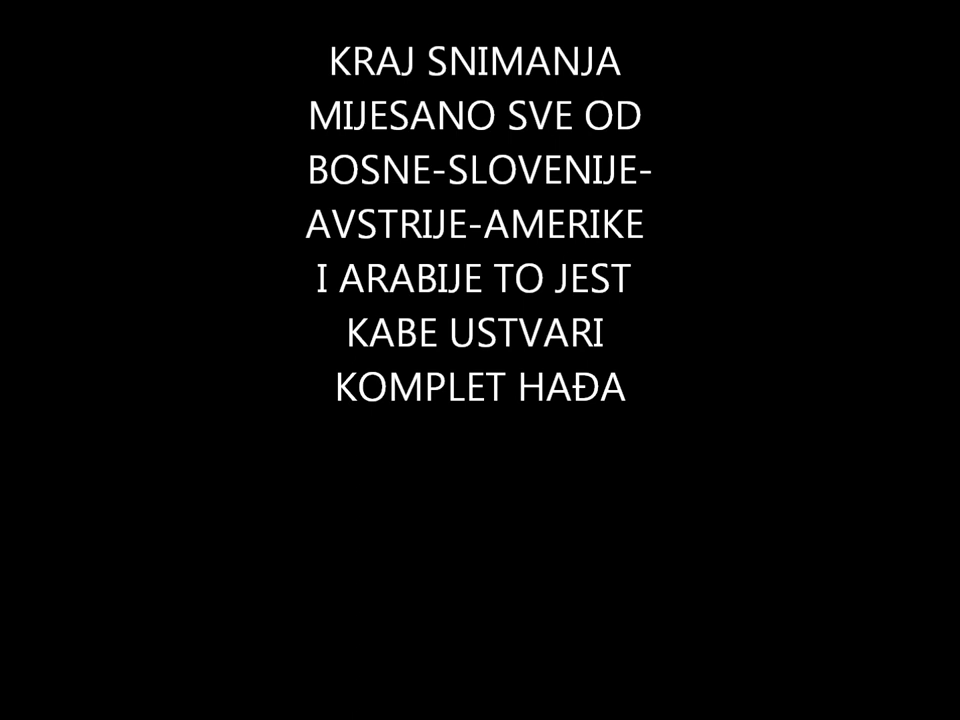 KRAJ SNIMANJA
MIJESANO SVE OD
BOSNE-SLOVENIJE-
AVSTRIJE-AMERIKE
I ARABIJE TO JEST
KABE USTVARI
KOMPLET HAĐA